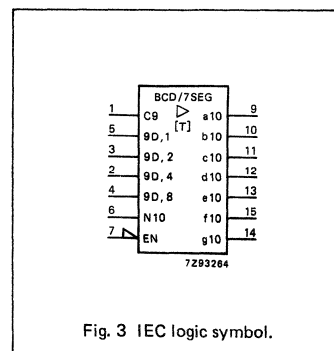 BCD/7SEG
[T]
1 C9 a10 9
5 9D,1 b10 10
3 9D,2 c10 11
2 9D,4 d10 12
4 9D,8 e10 13
6 N10 f10 15
7 EN g10 14
7Z93264
Fig. 3 IEC logic symbol.